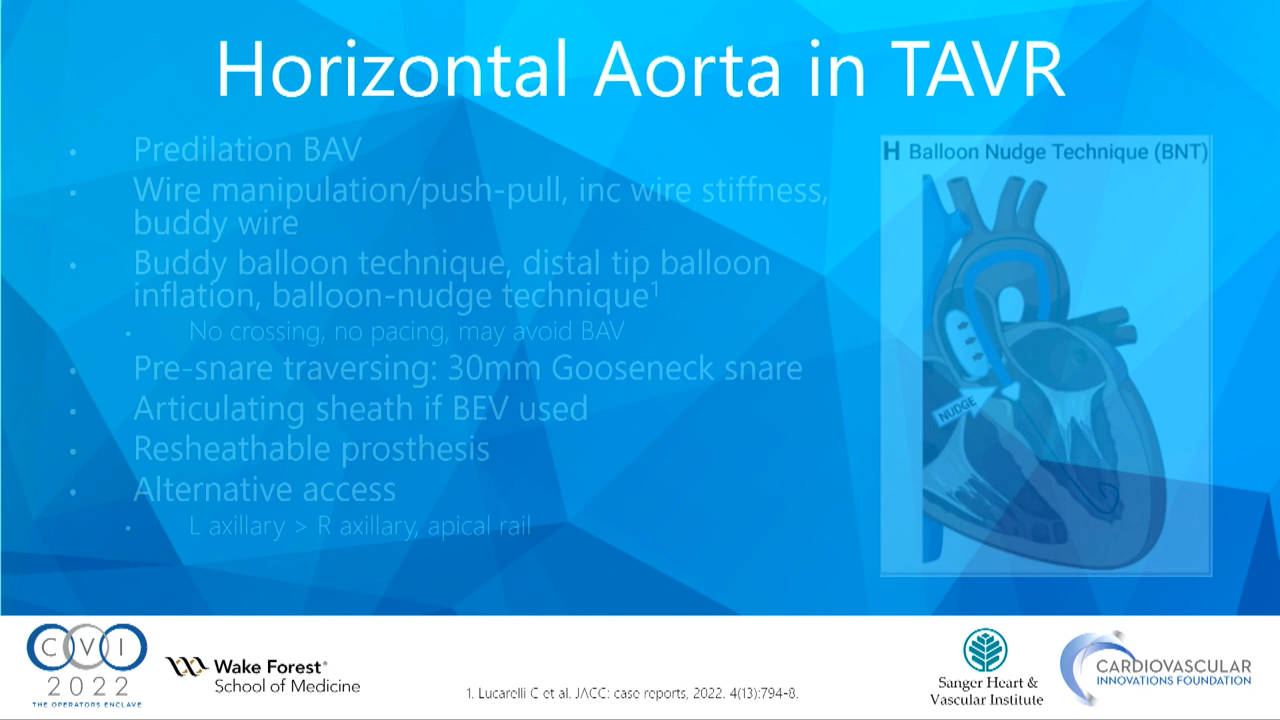 Horizontal Aorta in TAVR
• Predilation BAV
• Wire manipulation/push-pull, inc wire stiffness,
buddy wire
• Buddy balloon technique, distal tip balloon
inflation, balloon-nudge technique¹
• No crossing, no pacing, may avoid BAV
• Pre-snare traversing: 30mm Gooseneck snare
• Articulating sheath if BEV used
• Resheathable prosthesis
• Alternative access
• L axillary > R axillary, apical rail
H Balloon Nudge Technique (BNT)
NUDGE
CVI
2022
THE OPERATORS ENCLAVE
Wake Forest®
School of Medicine
1. Lucarelli C et al. JACC: case reports, 2022. 4(13):794-8.
Sanger Heart &
Vascular Institute
CARDIOVASCULAR
INNOVATIONS FOUNDATION